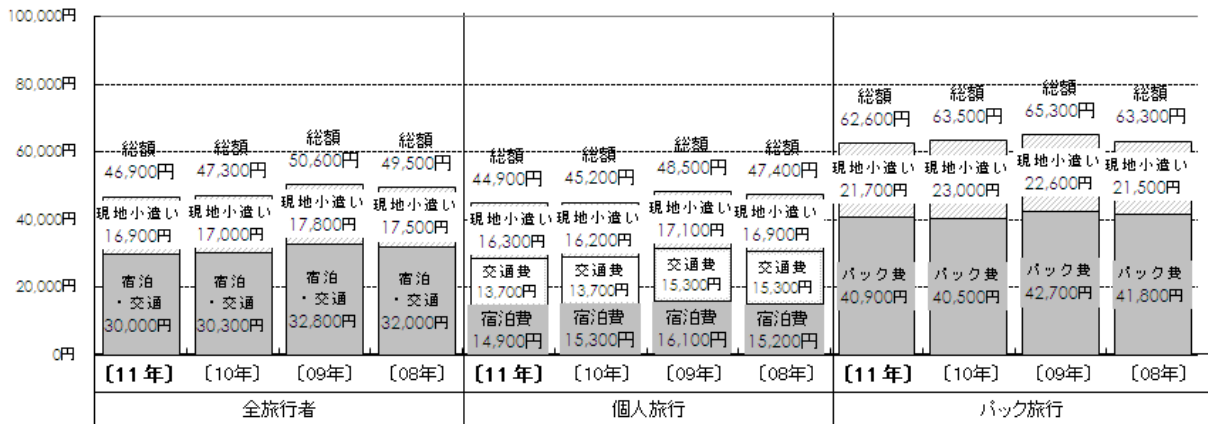 100,000円
80,000円
60,000円
40,000円
20,000円
0円
総額
46,900円
現地小遣い
16,900円
宿泊
・交通
30,000円
総額
47,300円
現地小遣い
17,000円
宿泊
・交通
30,300円
総額
50,600円
現地小遣い
17,800円
宿泊
・交通
32,800円
総額
49,500円
現地小遣い
17,500円
宿泊
・交通
32,000円
総額
44,900円
現地小遣い
16,300円
交通費
13,700円
宿泊費
14,900円
総額
45,200円
現地小遣い
16,200円
交通費
13,700円
宿泊費
15,300円
総額
48,500円
現地小遣い
17,100円
交通費
15,300円
宿泊費
16,100円
総額
47,400円
現地小遣い
16,900円
交通費
15,300円
宿泊費
15,200円
総額
62,600円
現地小遣い
21,700円
パック費
40,900円
総額
63,500円
現地小遣い
23,000円
パック費
40,500円
総額
65,300円
現地小遣い
22,600円
パック費
42,700円
総額
63,300円
現地小遣い
21,500円
パック費
41,800円
〔11年〕
〔10年〕
〔09年〕
〔08年〕
〔11年〕
〔10年〕
〔09年〕
〔08年〕
〔11年〕
〔10年〕
〔09年〕
〔08年〕
全旅行者
個人旅行
パック旅行